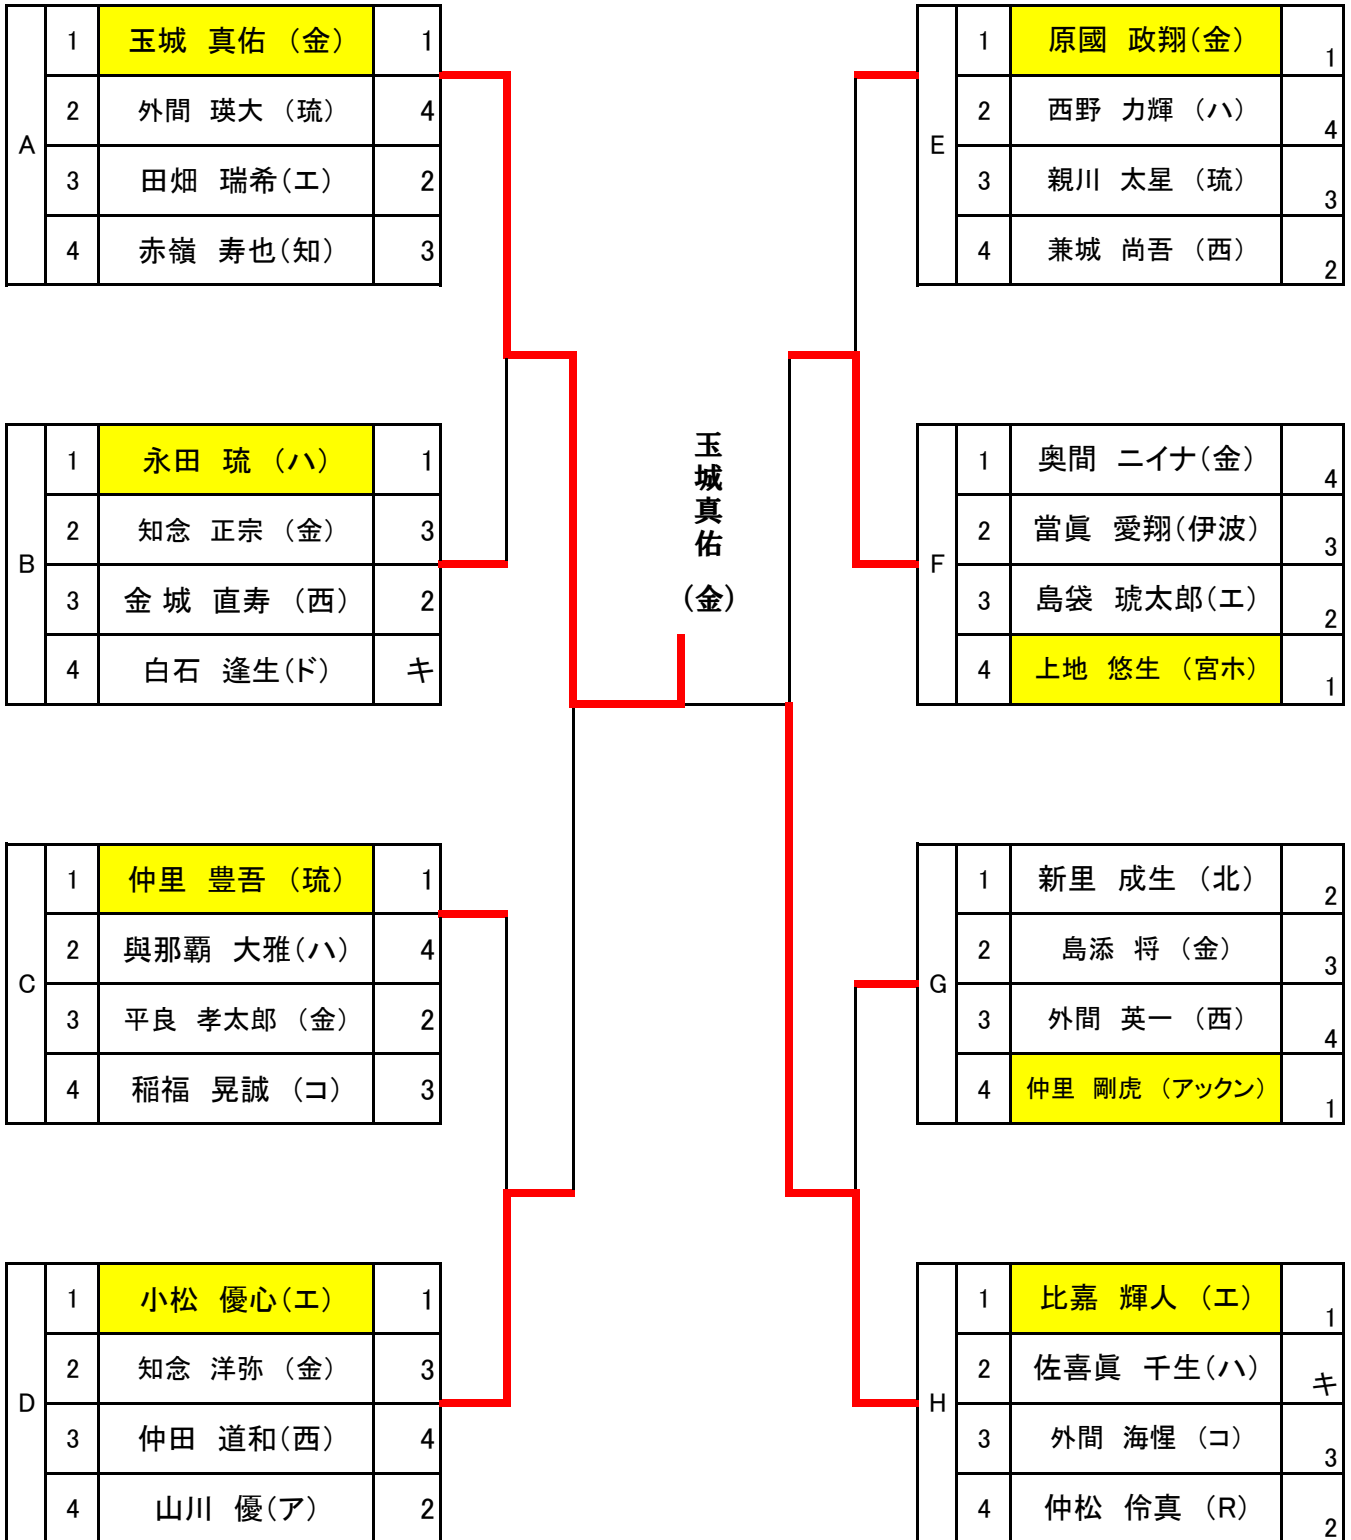 A
1 玉城 真佑 （金） 1
2 外間 瑛大 （琉） 4
3 田畑 瑞希（エ） 2
4 赤嶺 寿也（知） 3
B
1 永田 琉 （ハ） 1
2 知念 正宗 （金） 3
3 金 城 直寿 （西） 2
4 白石 逢生（ド） キ
C
1 仲里 豊吾 （琉） 1
2 與那覇 大雅（ハ） 4
3 平良 孝太郎 （金） 2
4 稲福 晃誠 （コ） 3
D
1 小松 優心（エ） 1
2 知念 洋弥 （金） 3
3 仲田 道和（西） 4
4 山川 優（ア） 2
玉城真佑 （金）
E
1 原國 政翔（金） 1
2 西野 力輝 （ハ） 4
3 親川 太星 （琉） 3
4 兼城 尚吾 （西） 2
F
1 奥間 ニイナ（金） 4
2 當眞 愛翔（伊波） 3
3 島袋 琥太郎（エ） 2
4 上地 悠生 （宮ホ） 1
G
1 新里 成生 （北） 2
2 島添 将 （金） 3
3 外間 英一 （西） 4
4 仲里 剛虎 （アックン） 1
H
1 比嘉 輝人 （エ） 1
2 佐喜眞 千生（ハ） キ
3 外間 海惺 （コ） 3
4 仲松 伶真 （R） 2